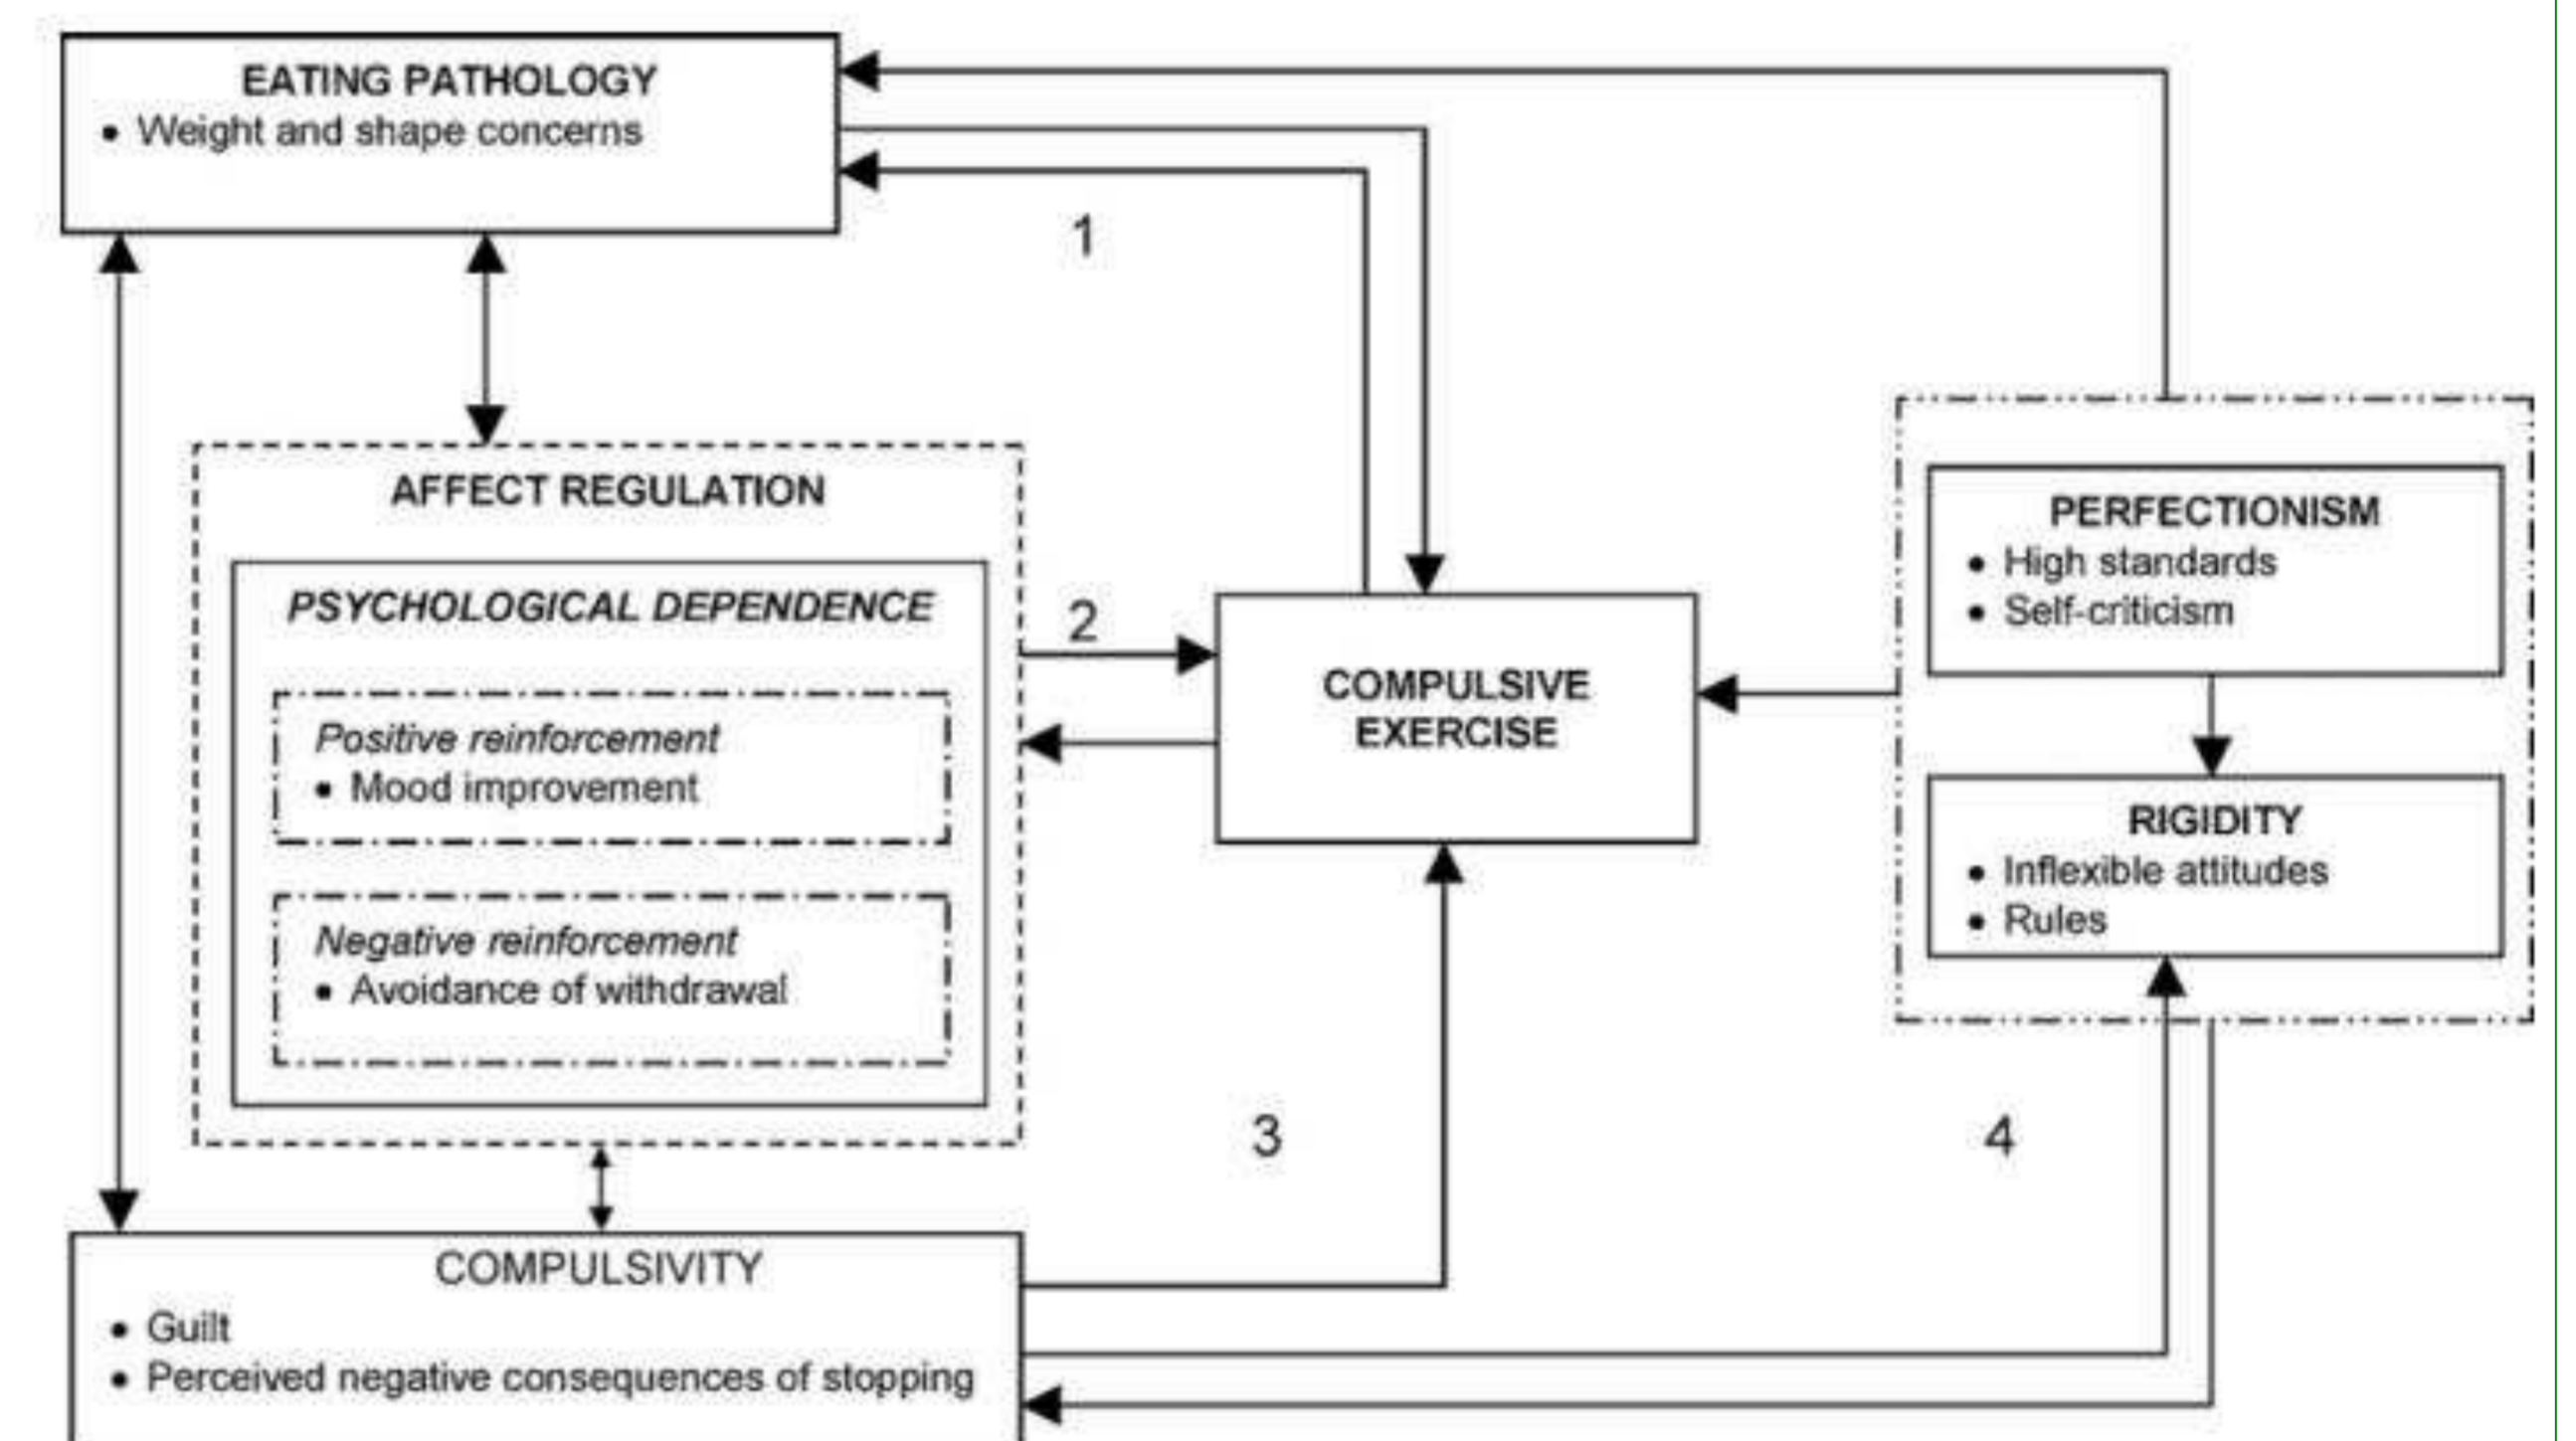 EATING PATHOLOGY
• Weight and shape concerns
1
AFFECT REGULATION
PSYCHOLOGICAL DEPENDENCE
Positive reinforcement
• Mood improvement
Negative reinforcement
• Avoidance of withdrawal
2
COMPULSIVE
EXERCISE
PERFECTIONISM
• High standards
• Self-criticism
RIGIDITY
• Inflexible attitudes
• Rules
3
4
COMPULSIVITY
• Guilt
• Perceived negative consequences of stopping